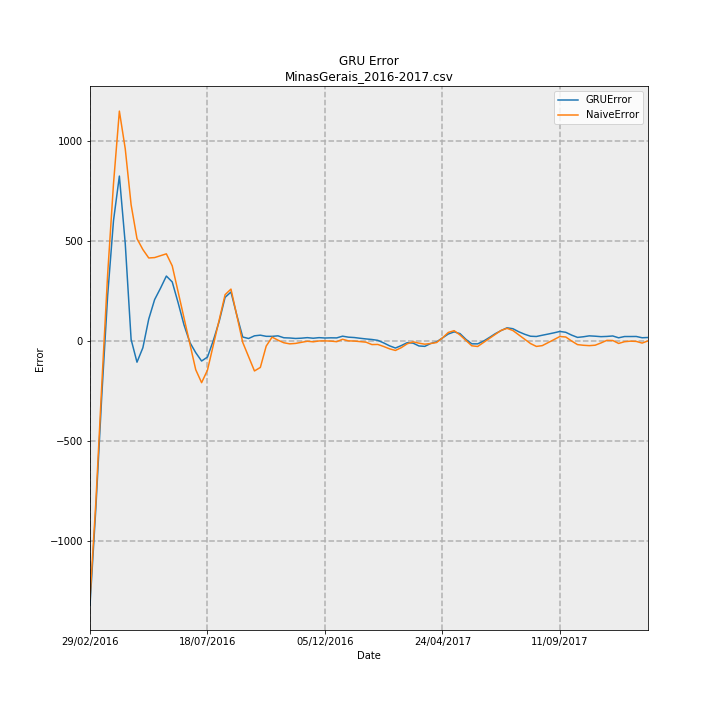 GRU Error
MinasGerais_2016-2017.csv
GRUError
NaiveError
1000
500
0
−500
−1000
Error
29/02/2016
18/07/2016
05/12/2016
24/04/2017
11/09/2017
Date